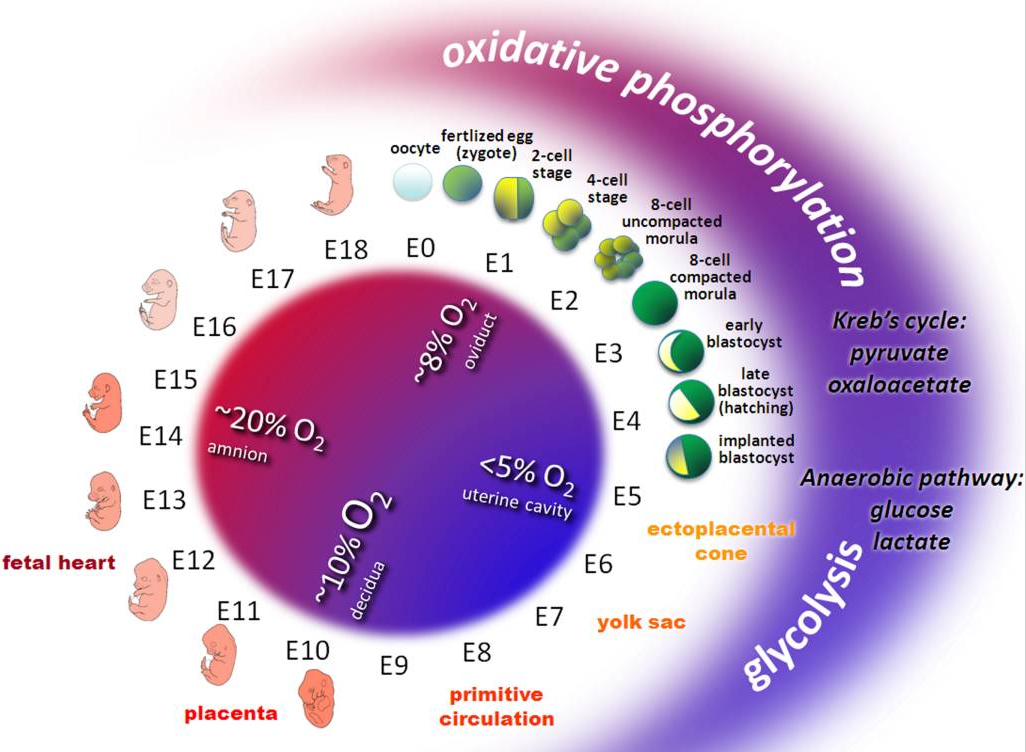 oxidative phosphorylation
oocyte
fertlized egg
(zygote)
2-cell
stage
4-cell
stage
8-cell
uncompacted
morula
8-cell
compacted
morula
early
blastocyst
late
blastocyst
(hatching)
implanted
blastocyst
Kreb's cycle:
pyruvate
oxaloacetate
Anaerobic pathway:
glucose
lactate
glycolysis
E0
E1
E2
E3
E4
E5
E6
E7
E8
E9
E10
E11
E12
E13
E14
E15
E16
E17
E18
~8% O2
oviduct
<5% O2
uterine cavity
~10% O2
decidua
~20% O2
amnion
ectoplacental
cone
yolk sac
primitive
circulation
placenta
fetal heart